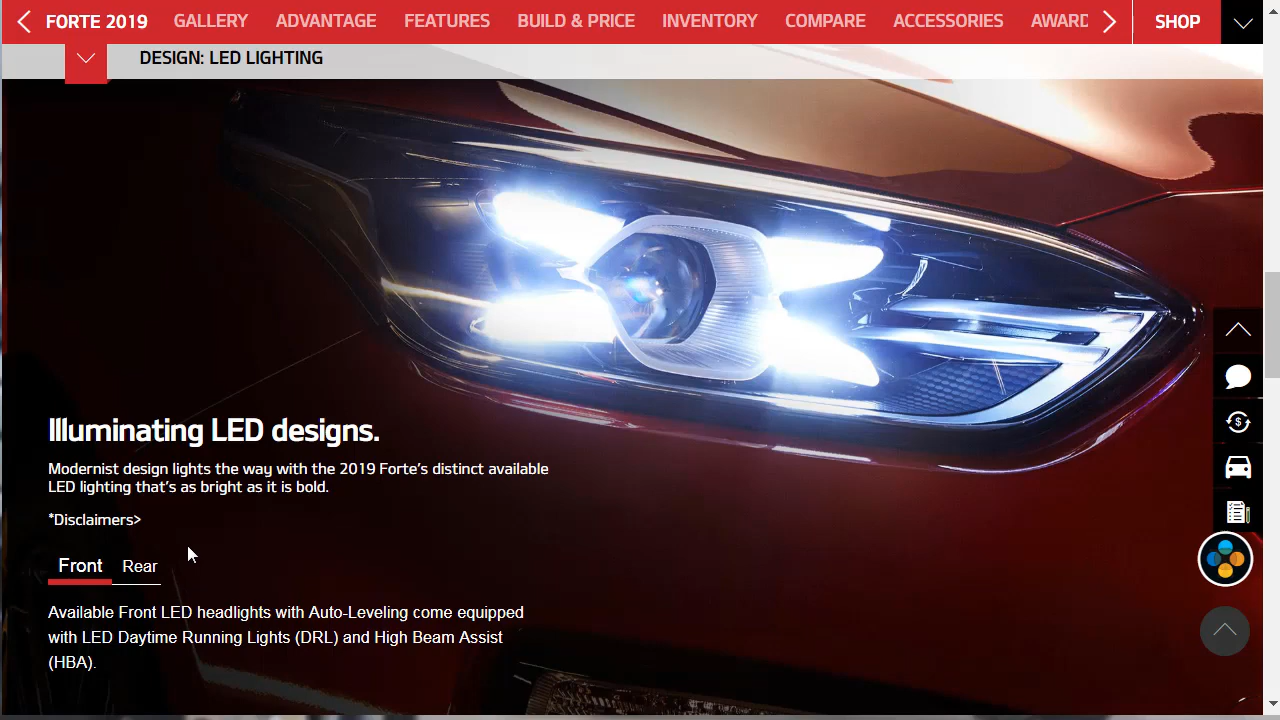 FORTE 2019 GALLERY ADVANTAGE FEATURES BUILD & PRICE INVENTORY COMPARE ACCESSORIES AWARD SHOP
DESIGN: LED LIGHTING
Illuminating LED designs.
Modernist design lights the way with the 2019 Forte’s distinct available
LED lighting that’s as bright as it is bold.
*Disclaimers>
Front Rear
Available Front LED headlights with Auto-Leveling come equipped
with LED Daytime Running Lights (DRL) and High Beam Assist
(HBA).